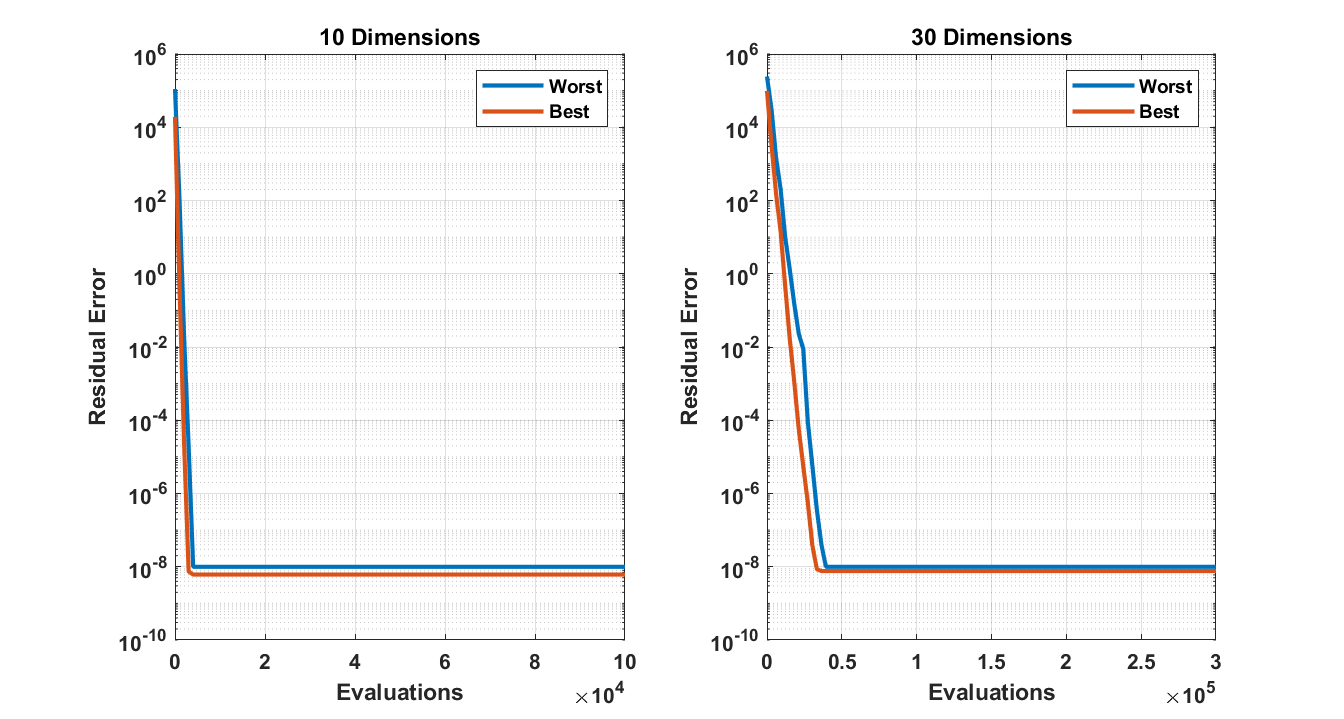 10 Dimensions
10^6
10^4
10^2
10^0
10^-2
10^-4
10^-6
10^-8
10^-10
Residual Error
Worst
Best
0 2 4 6 8 10
Evaluations
×10^4
30 Dimensions
10^6
10^4
10^2
10^0
10^-2
10^-4
10^-6
10^-8
10^-10
Residual Error
Worst
Best
0 0.5 1 1.5 2 2.5 3
Evaluations
×10^5